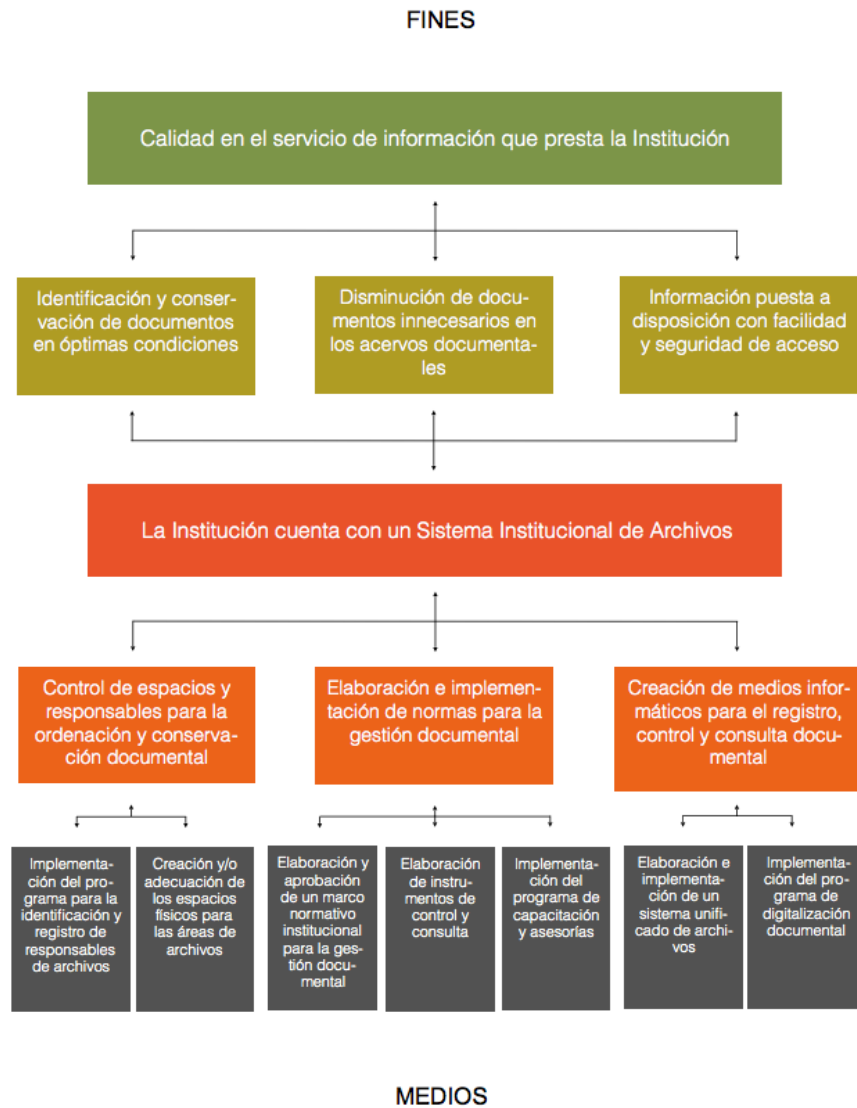 FINES
Calidad en el servicio de información que presta la Institución
Identificación y conser-
vación de documentos
en óptimas condiciones
Disminución de docu-
mentos innecesarios en
los acervos documenta-
les
Información puesta a
disposición con facilidad
y seguridad de acceso
La Institución cuenta con un Sistema Institucional de Archivos
Control de espacios y
responsables para la
ordenación y conserva-
ción documental
Elaboración e implemen-
tación de normas para la
gestión documental
Creación de medios infor-
máticos para el registro,
control y consulta docu-
mental
Implementa-
ción del pro-
grama para la
identificación y
registro de
responsables
de archivos
Creación y/o
adecuación de
los espacios
físicos para
las áreas de
archivos
Elaboración y
aprobación de
un marco
normativo
institucional
para la ges-
tión docu-
mental
Elaboración
de instru-
mentos de
control y
consulta
Implementa-
ción del
programa de
capacitación
y asesorías
Elaboración e
implementa-
ción de un
sistema unifi-
cado de archi-
vos
Implementa-
ción del pro-
grama de
digitalización
documental
MEDIOS